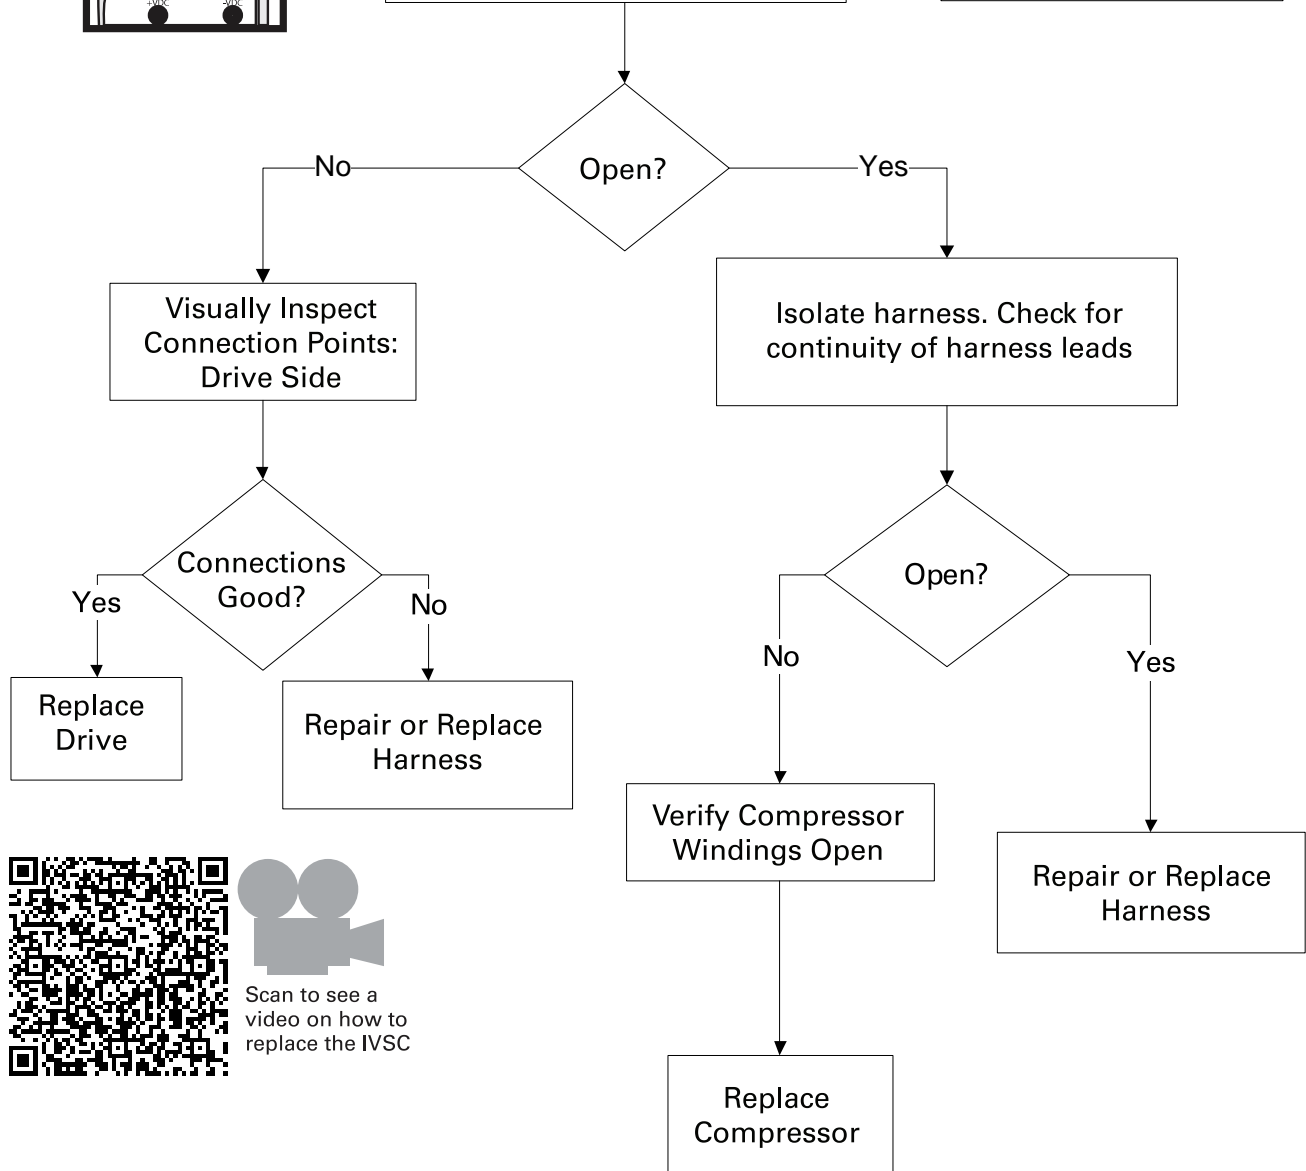 +VDC
-VDC
Open?
No
Yes
Visually Inspect
Connection Points:
Drive Side
Isolate harness. Check for
continuity of harness leads
Connections
Good?
Yes
No
Open?
No
Yes
Replace
Drive
Repair or Replace
Harness
Verify Compressor
Windings Open
Repair or Replace
Harness
Scan to see a
video on how to
replace the IVSC
Replace
Compressor